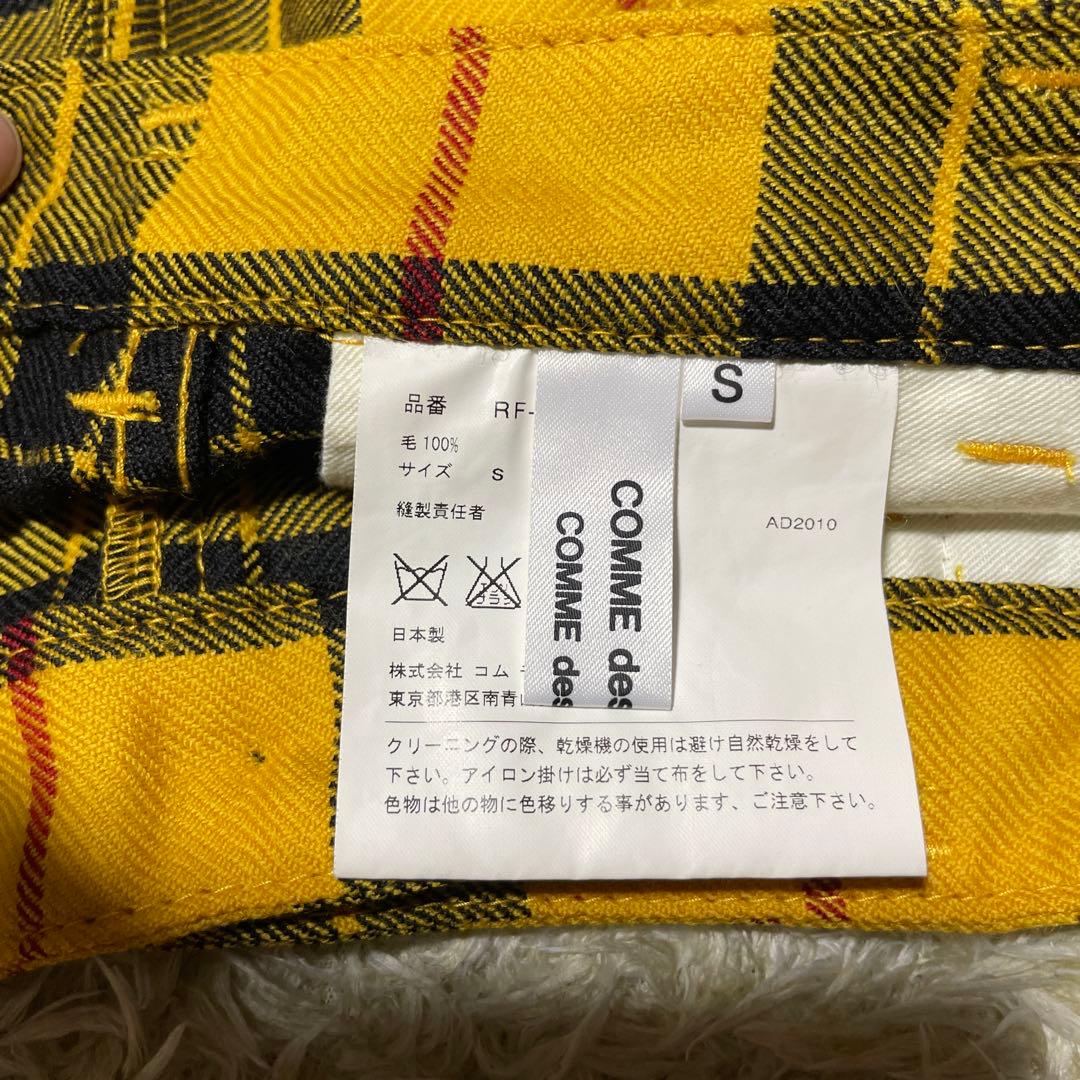 品番 RF-
毛 100%
サイズ S
縫製責任者
日本製
株式会社 コム
東京都港区南青
クリーニングの際、乾燥機の使用は避け自然乾燥をして
下さい。アイロン掛けは必ず当て布をして下さい。
色物は他の物に色移りする事があります、ご注意下さい。
AD2010
S
COMME des
COMME des